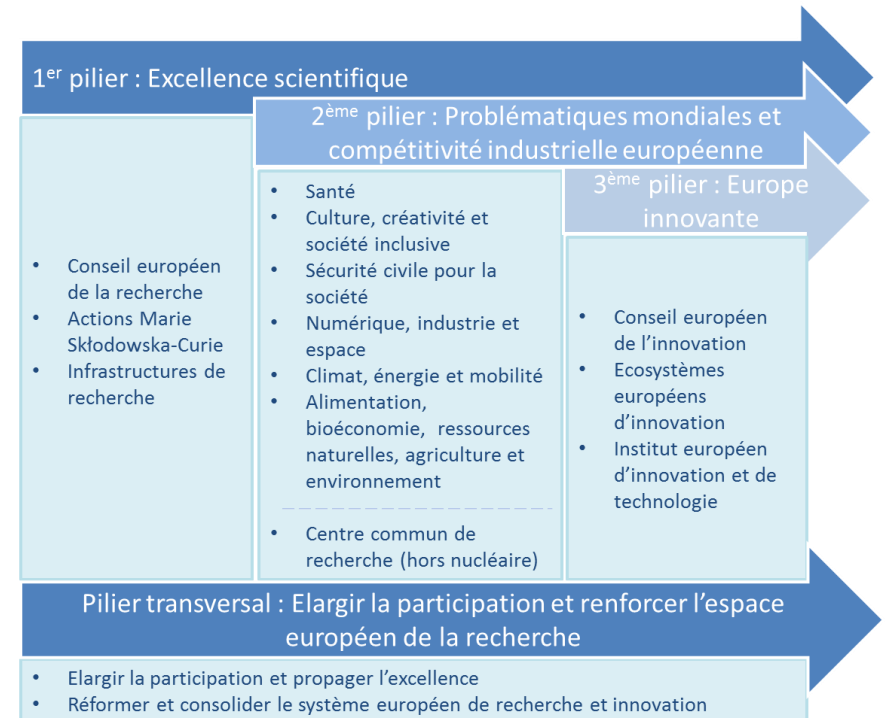 1er pilier : Excellence scientifique
• Conseil européen
de la recherche
• Actions Marie
Skłodowska-Curie
• Infrastructures de
recherche
2ème pilier : Problématiques mondiales et
compétitivité industrielle européenne
• Santé
• Culture, créativité et
société inclusive
• Sécurité civile pour la
société
• Numérique, industrie et
espace
• Climat, énergie et mobilité
• Alimentation,
bioéconomie, ressources
naturelles, agriculture et
environnement
• Centre commun de
recherche (hors nucléaire)
3ème pilier : Europe
innovante
• Conseil européen
de l’innovation
• Ecosystèmes
européens
d’innovation
• Institut européen
d’innovation et de
technologie
Pilier transversal : Elargir la participation et renforcer l’espace
européen de la recherche
• Elargir la participation et propager l’excellence
• Réformer et consolider le système européen de recherche et innovation